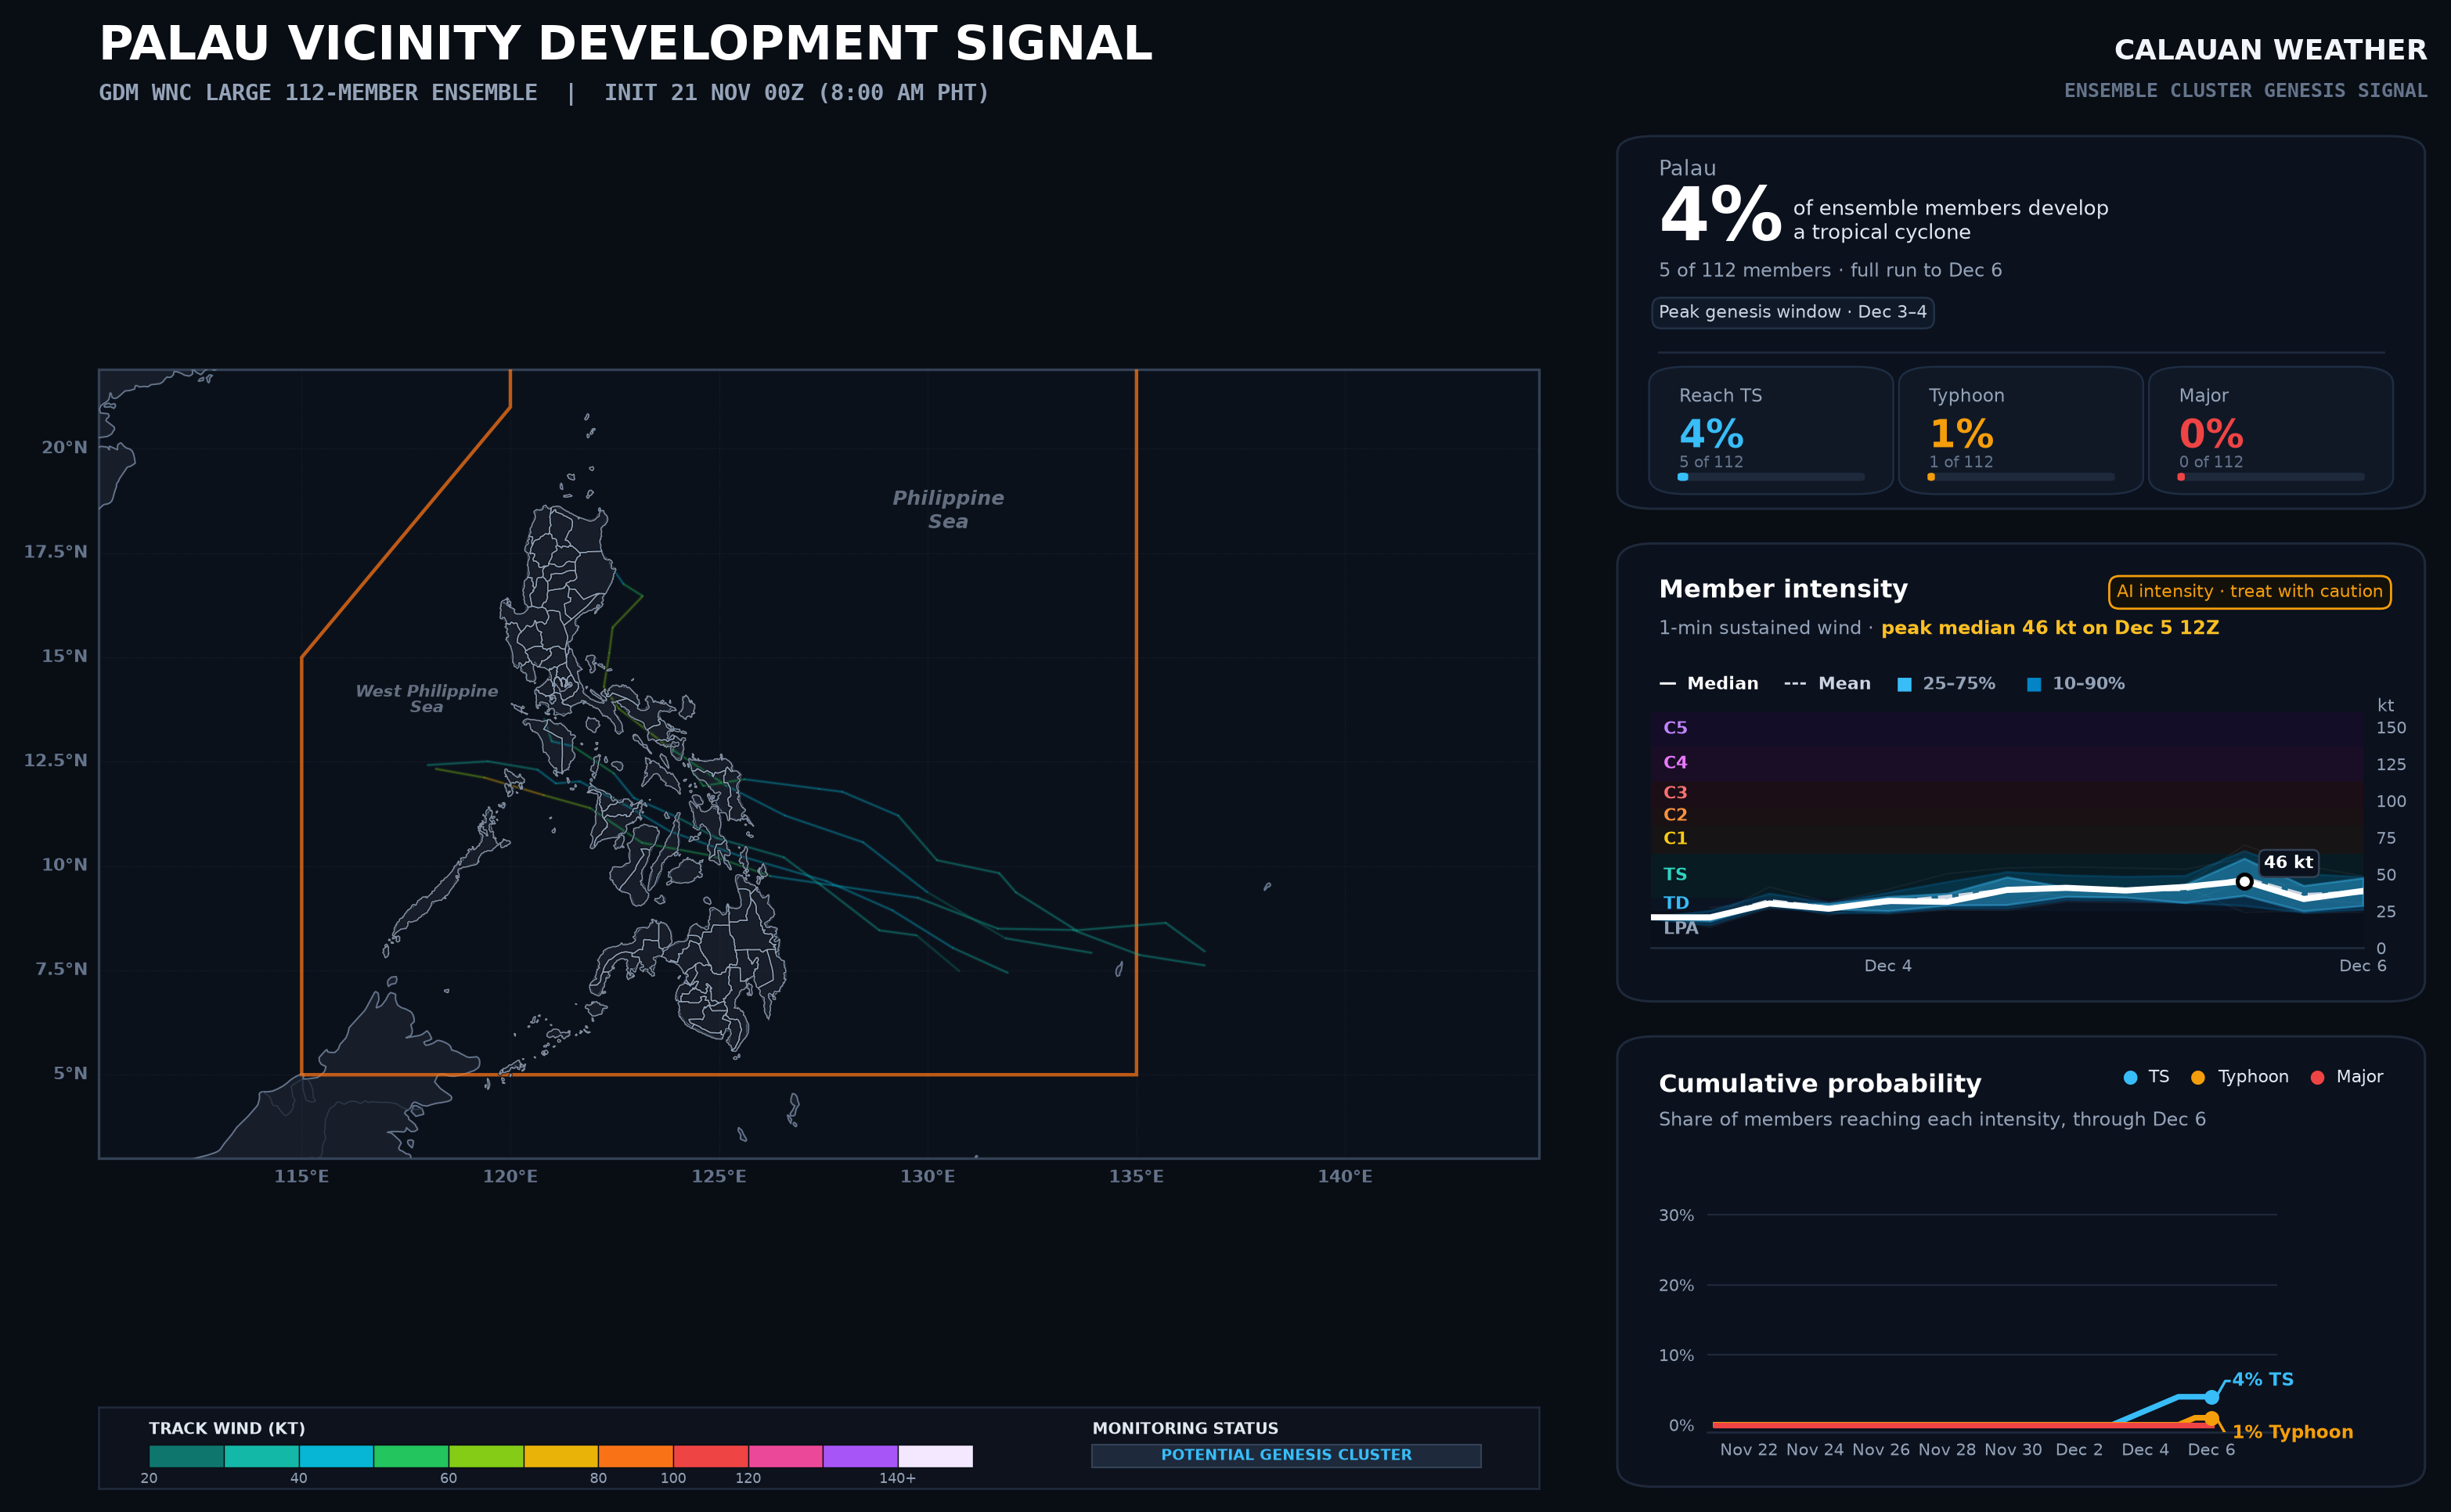 PALAU VICINITY DEVELOPMENT SIGNAL
GDM WNC LARGE 112-MEMBER ENSEMBLE | INIT 21 NOV 00Z (8:00 AM PHT)
CALAUAN WEATHER
ENSEMBLE CLUSTER GENESIS SIGNAL
20°N
17.5°N
15°N
12.5°N
10°N
7.5°N
5°N
Philippine
Sea
West Philippine
Sea
115°E
120°E
125°E
130°E
135°E
140°E
TRACK WIND (KT)
20
40
60
80
100
120
140+
MONITORING STATUS
POTENTIAL GENESIS CLUSTER
Palau
4%
of ensemble members develop
a tropical cyclone
5 of 112 members · full run to Dec 6
Peak genesis window · Dec 3–4
Reach TS
4%
5 of 112
Typhoon
1%
1 of 112
Major
0%
0 of 112
Member intensity
AI intensity · treat with caution
1-min sustained wind · peak median 46 kt on Dec 5 12Z
Median
Mean
25–75%
10–90%
kt
C5
C4
C3
C2
C1
TS
TD
LPA
150
125
100
75
50
25
0
46 kt
Dec 4
Dec 6
Cumulative probability
TS
Typhoon
Major
Share of members reaching each intensity, through Dec 6
30%
20%
10%
0%
4% TS
1% Typhoon
Nov 22
Nov 24
Nov 26
Nov 28
Nov 30
Dec 2
Dec 4
Dec 6